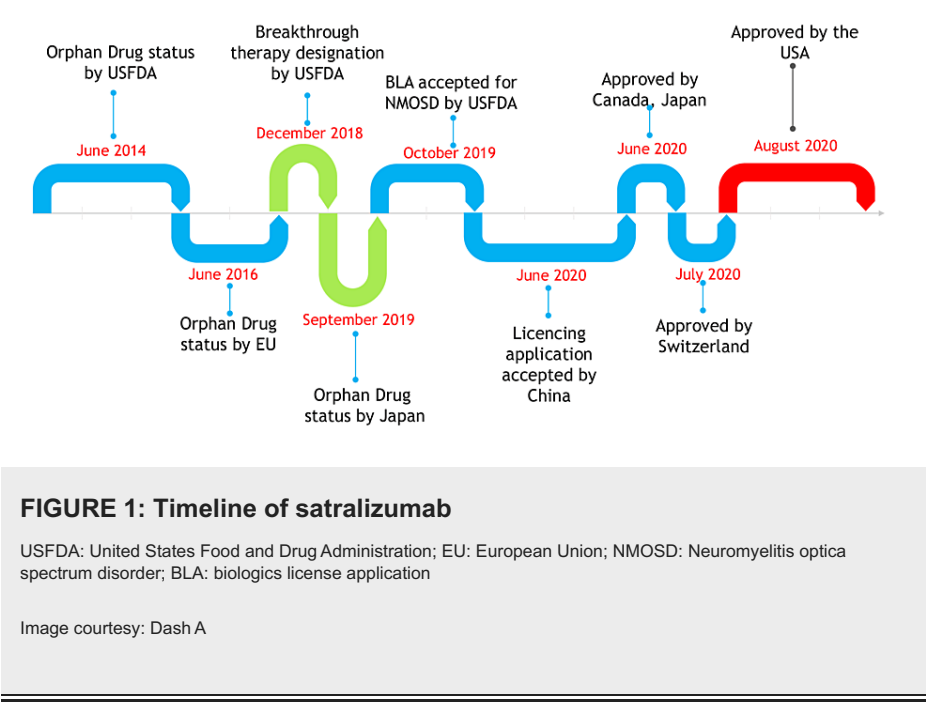 Orphan Drug status
by USFDA
June 2014
June 2016
Orphan Drug
status by EU
Breakthrough
therapy designation
by USFDA
December 2018
September 2019
Orphan Drug
status by Japan
BLA accepted for
NMOSD by USFDA
October 2019
June 2020
Licencing
application
accepted by
China
Approved by
Canada, Japan
June 2020
July 2020
Approved by
Switzerland
Approved by the
USA
August 2020
FIGURE 1: Timeline of satralizumab
USFDA: United States Food and Drug Administration; EU: European Union; NMOSD: Neuromyelitis optica
spectrum disorder; BLA: biologics license application
Image courtesy: Dash A